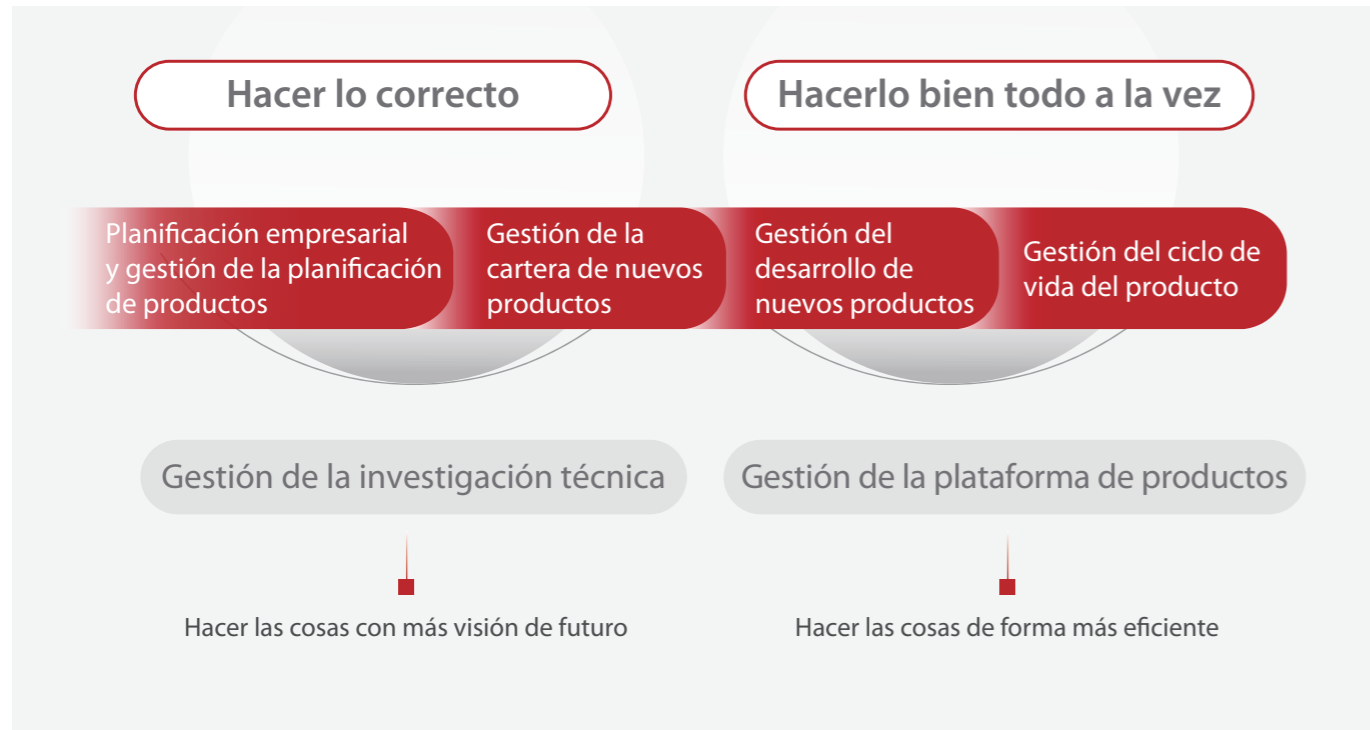 Hacer lo correcto
Hacerlo bien todo a la vez
Planificación empresarial
y gestión de la planificación
de productos
Gestión de la
cartera de nuevos
productos
Gestión del
desarrollo de
nuevos productos
Gestión del ciclo de
vida del producto
Gestión de la investigación técnica
Gestión de la plataforma de productos
Hacer las cosas con más visión de futuro
Hacer las cosas de forma más eficiente